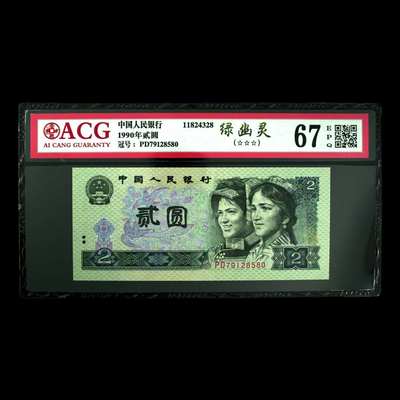 ACG
AI CANG GUARANTY
中国人民银行 11824328
1990年贰圆
冠号: PD79128580
绿幽灵
(☆☆☆)
67 EPQ
中国人民银行
贰圆
2
PD79128580
2